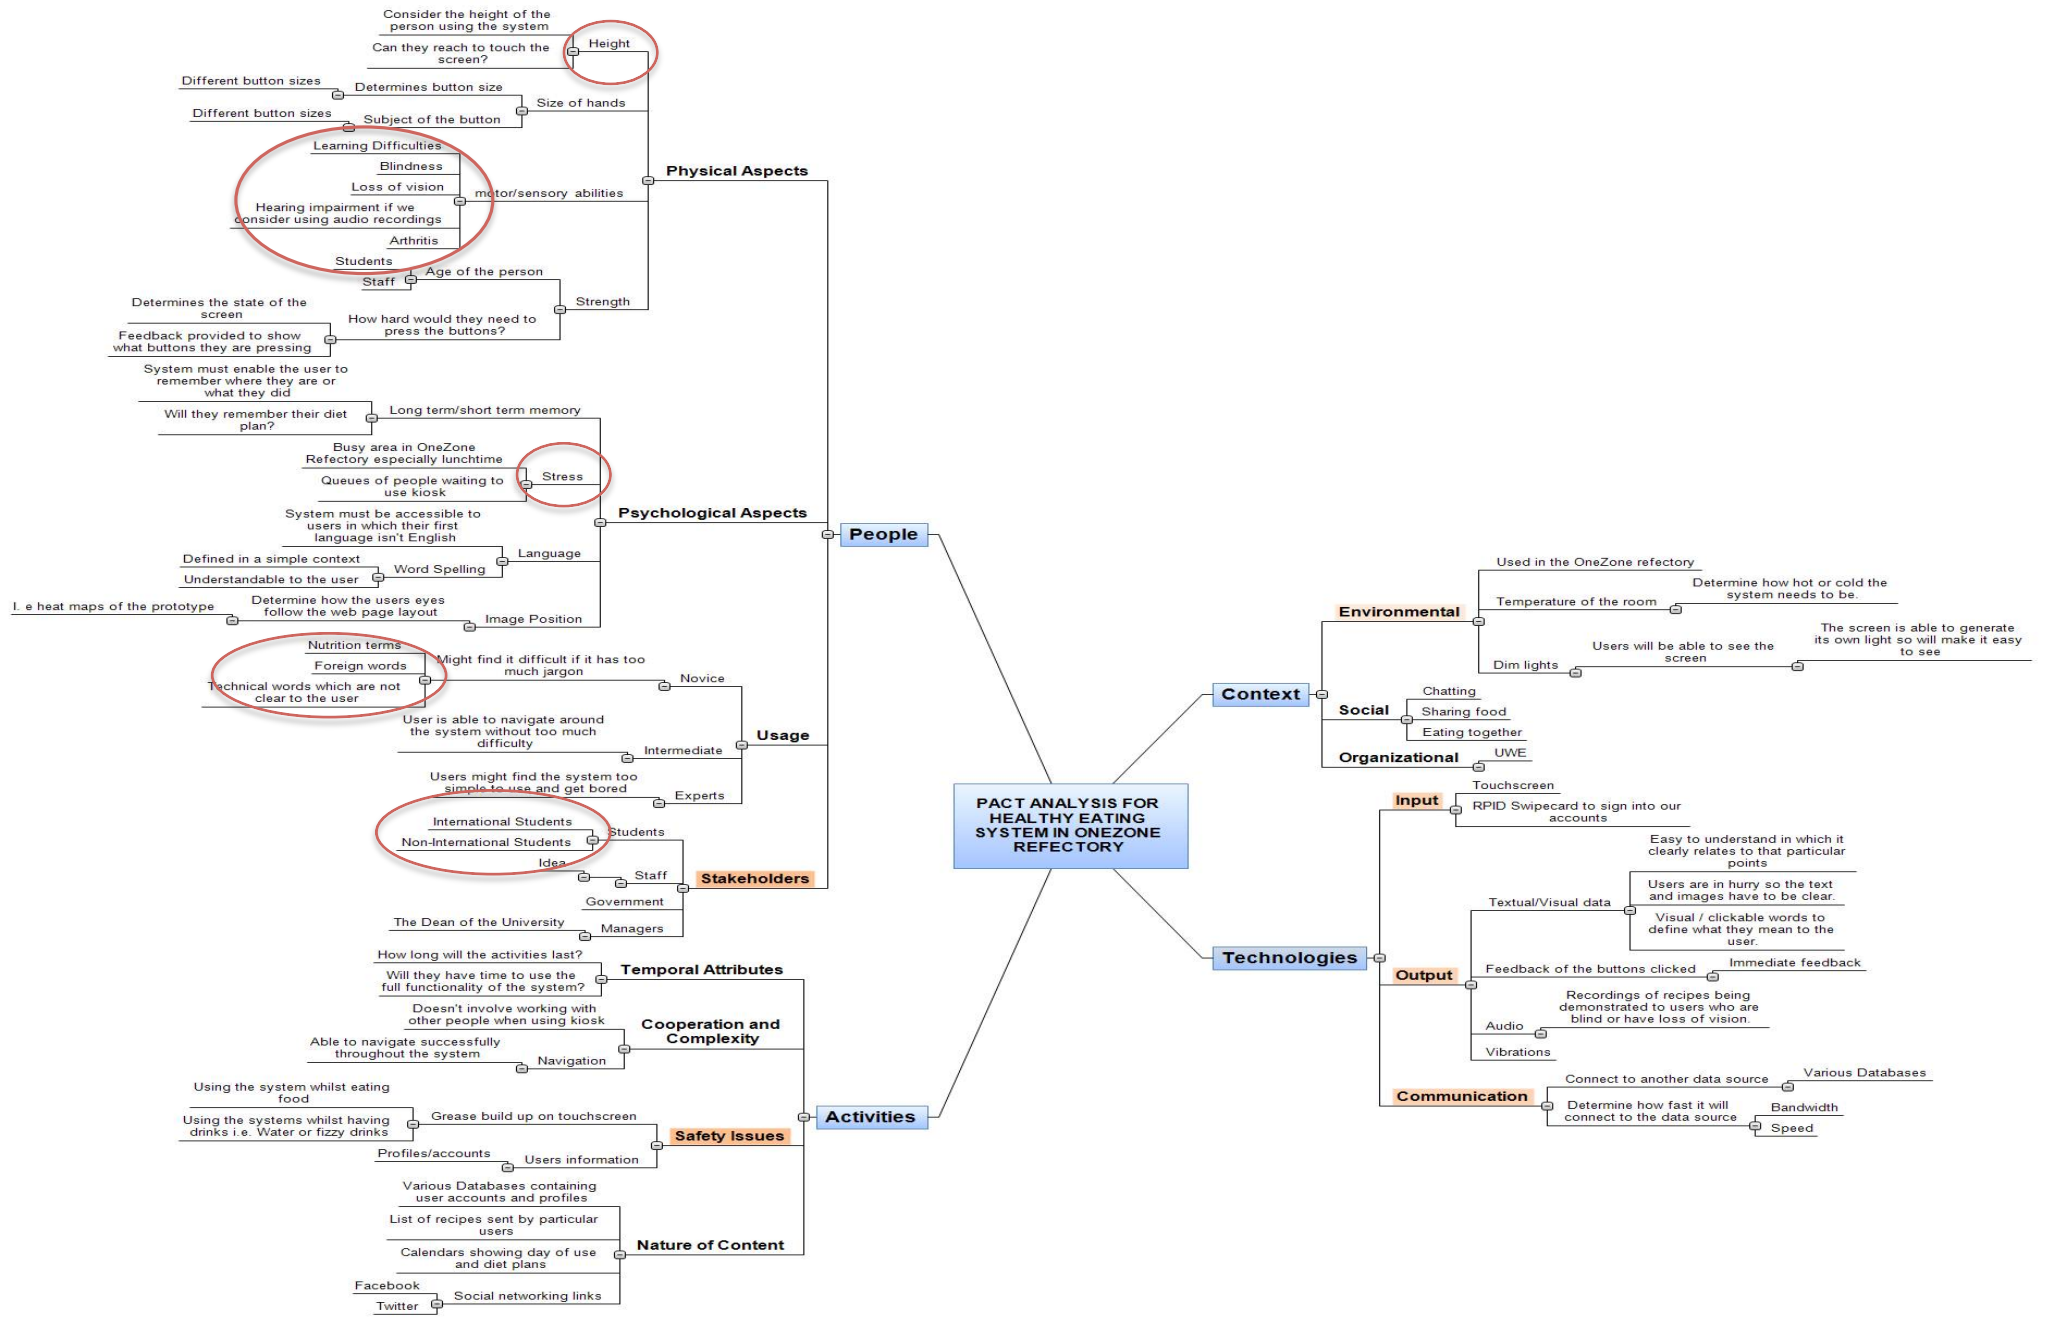 Consider the height of the
person using the system
Can they reach to touch the
screen?
Height
Different button sizes
Determines button size
Different button sizes
Subject of the button
Size of hands
Learning Difficulties
Blindness
Loss of vision
Hearing impairment if we
consider using audio recordings
Arthritis
motor/sensory abilities
Students
Staff
Age of the person
Determines the state of the
screen
Feedback provided to show
what buttons they are pressing
How hard would they need to
press the buttons?
Strength
Physical Aspects
System must enable the user to
remember where they are or
what they did
Will they remember their diet
plan?
Long term/short term memory
Busy area in OneZone
Refectory especially lunchtime
Queues of people waiting to
use kiosk
Stress
System must be accessible to
users in which their first
language isn't English
Defined in a simple context
Understandable to the user
Word Spelling
Language
I. e heat maps of the prototype
Determine how the users eyes
follow the web page layout
Image Position
Psychological Aspects
People
Nutrition terms
Foreign words
Technical words which are not
clear to the user
Might find it difficult if it has too
much jargon
Novice
User is able to navigate around
the system without too much
difficulty
Intermediate
Users might find the system too
simple to use and get bored
Experts
Usage
International Students
Non-International Students
Students
Idea
Staff
Government
The Dean of the University
Managers
Stakeholders
How long will the activities last?
Will they have time to use the
full functionality of the system?
Temporal Attributes
Doesn't involve working with
other people when using kiosk
Able to navigate successfully
throughout the system
Navigation
Cooperation and
Complexity
Using the system whilst eating
food
Using the systems whilst having
drinks i.e. Water or fizzy drinks
Grease build up on touchscreen
Profiles/accounts
Users information
Safety Issues
Activities
Various Databases containing
user accounts and profiles
List of recipes sent by particular
users
Calendars showing day of use
and diet plans
Facebook
Twitter
Social networking links
Nature of Content
PACT ANALYSIS FOR
HEALTHY EATING
SYSTEM IN ONEZONE
REFECTORY
Context
Environmental
Used in the OneZone refectory
Temperature of the room
Determine how hot or cold the
system needs to be.
Dim lights
Users will be able to see the
screen
The screen is able to generate
its own light so will make it easy
to see
Social
Chatting
Sharing food
Eating together
Organizational
UWE
Technologies
Input
Touchscreen
RPID Swipecard to sign into our
accounts
Output
Textual/Visual data
Easy to understand in which it
clearly relates to that particular
points
Users are in hurry so the text
and images have to be clear.
Visual / clickable words to
define what they mean to the
user.
Feedback of the buttons clicked
Immediate feedback
Audio
Recordings of recipes being
demonstrated to users who are
blind or have loss of vision.
Vibrations
Communication
Connect to another data source
Various Databases
Determine how fast it will
connect to the data source
Bandwidth
Speed